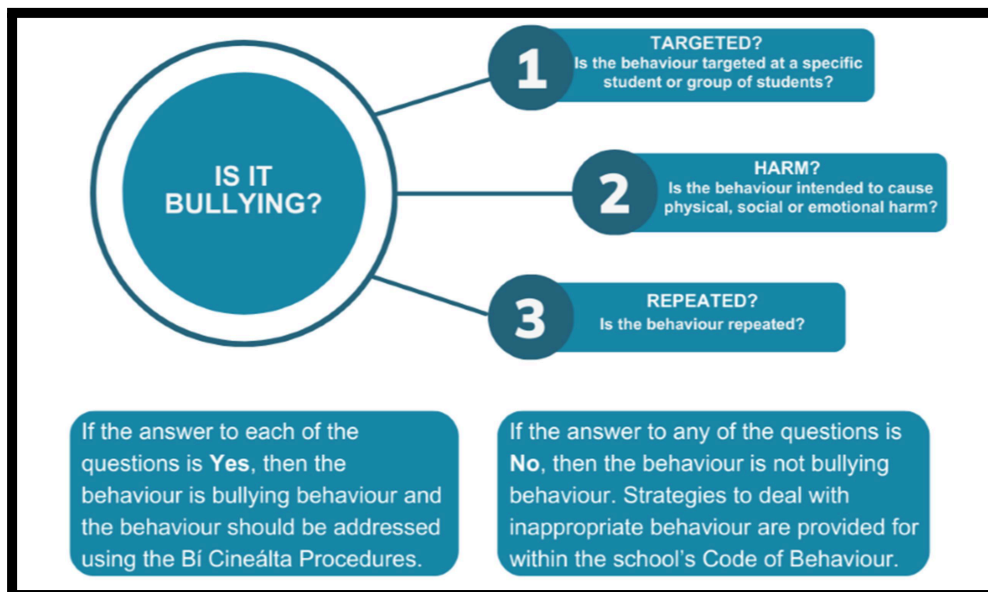 IS IT
BULLYING?
1
TARGETED?
Is the behaviour targeted at a specific
student or group of students?
2
HARM?
Is the behaviour intended to cause
physical, social or emotional harm?
3
REPEATED?
Is the behaviour repeated?
If the answer to each of the
questions is Yes, then the
behaviour is bullying behaviour and
the behaviour should be addressed
using the Bí Cineálta Procedures.
If the answer to any of the questions is
No, then the behaviour is not bullying
behaviour. Strategies to deal with
inappropriate behaviour are provided for
within the school’s Code of Behaviour.